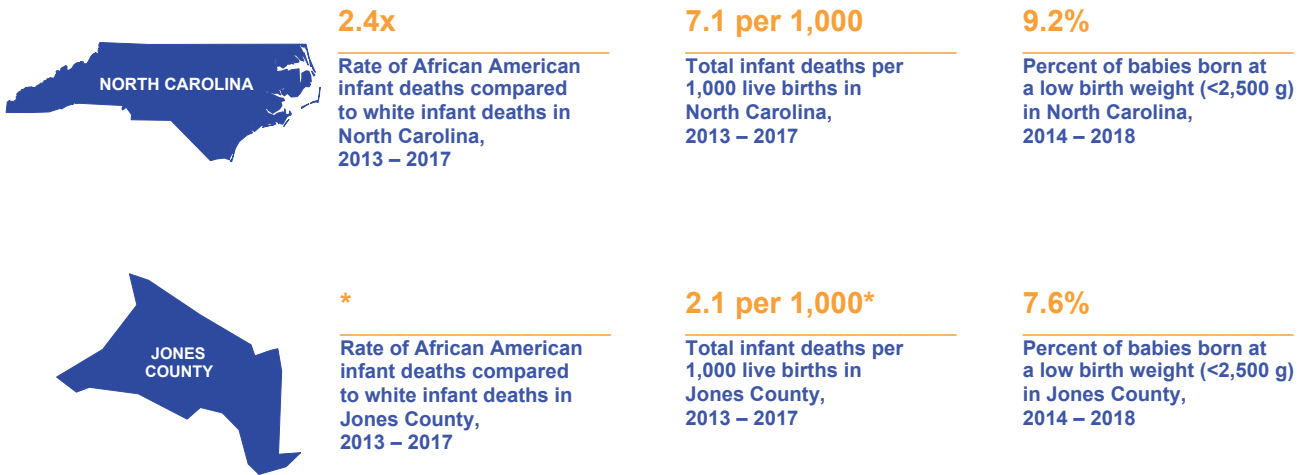 NORTH CAROLINA
2.4x
Rate of African American
infant deaths compared
to white infant deaths in
North Carolina,
2013 – 2017
7.1 per 1,000
Total infant deaths per
1,000 live births in
North Carolina,
2013 – 2017
9.2%
Percent of babies born at
a low birth weight (<2,500 g)
in North Carolina,
2014 – 2018
JONES
COUNTY
*
Rate of African American
infant deaths compared
to white infant deaths in
Jones County,
2013 – 2017
2.1 per 1,000*
Total infant deaths per
1,000 live births in
Jones County,
2013 – 2017
7.6%
Percent of babies born at
a low birth weight (<2,500 g)
in Jones County,
2014 – 2018